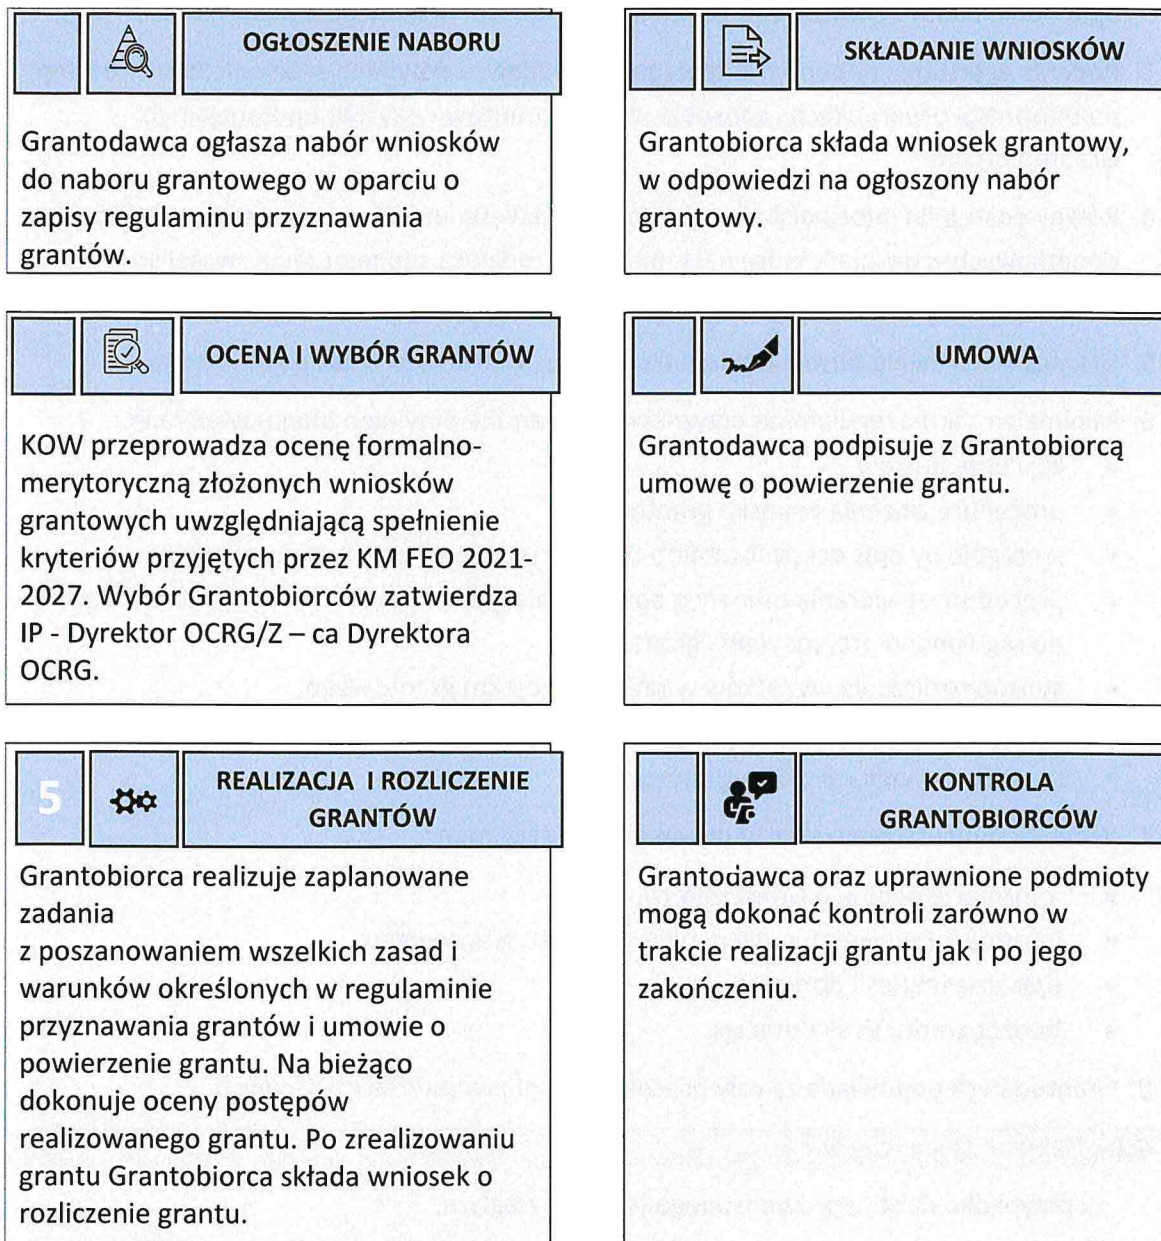 OGŁOSZENIE NABORU
Grantodawca ogłasza nabór wniosków
do naboru grantowego w oparciu o
zapisy regulaminu przyznawania
grantów.
SKŁADANIE WNIOSKÓW
Grantobiorca składa wniosek grantowy,
w odpowiedzi na ogłoszony nabór
grantowy.
OCENA I WYBÓR GRANTÓW
KOW przeprowadza ocenę formalno-
merytoryczną złożonych wniosków
grantowych uwzględniającą spełnienie
kryteriów przyjętych przez KM FEO 2021-
2027. Wybór Grantobiorców zatwierdza
IP - Dyrektor OCRG/Z – ca Dyrektora
OCRG.
UMOWA
Grantodawca podpisuje z Grantobiorcą
umowę o powierzenie grantu.
5
REALIZACJA I ROZLICZENIE
GRANTÓW
Grantobiorca realizuje zaplanowane
zadania
z poszanowaniem wszelkich zasad i
warunków określonych w regulaminie
przyznawania grantów i umowie o
powierzenie grantu. Na bieżąco
dokonuje oceny postępów
realizowanego grantu. Po zrealizowaniu
grantu Grantobiorca składa wniosek o
rozliczenie grantu.
KONTROLA
GRANTOBIORCÓW
Grantodawca oraz uprawnione podmioty
mogą dokonać kontroli zarówno w
trakcie realizacji grantu jak i po jego
zakończeniu.